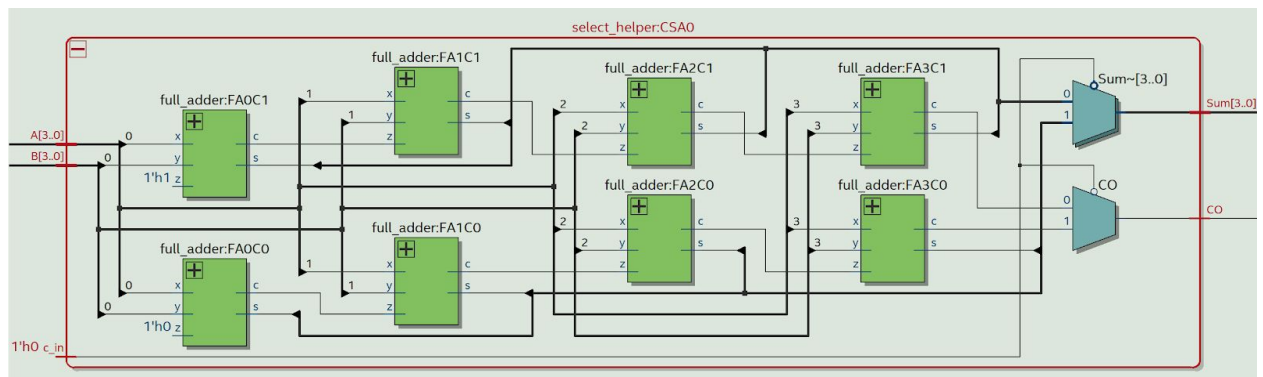 select_helper:CSA0
full_adder:FA1C1
full_adder:FA2C1
full_adder:FA3C1
Sum~[3..0]
full_adder:FA0C1
1 x c
2 x c
3 x c
0
Sum[3..0]
1 y s
2 y s
3 y s
1
A[3..0]
0 x c
z
z
z
B[3..0]
0 y s
1'h1 z
full_adder:FA2C0
full_adder:FA3C0
CO
full_adder:FA1C0
2 x c
3 x c
0
1
CO
full_adder:FA0C0
2 y s
3 y s
1 x c
z
z
0 x c
1 y s
0 y s
z
1'h0 z
1'h0 c_in